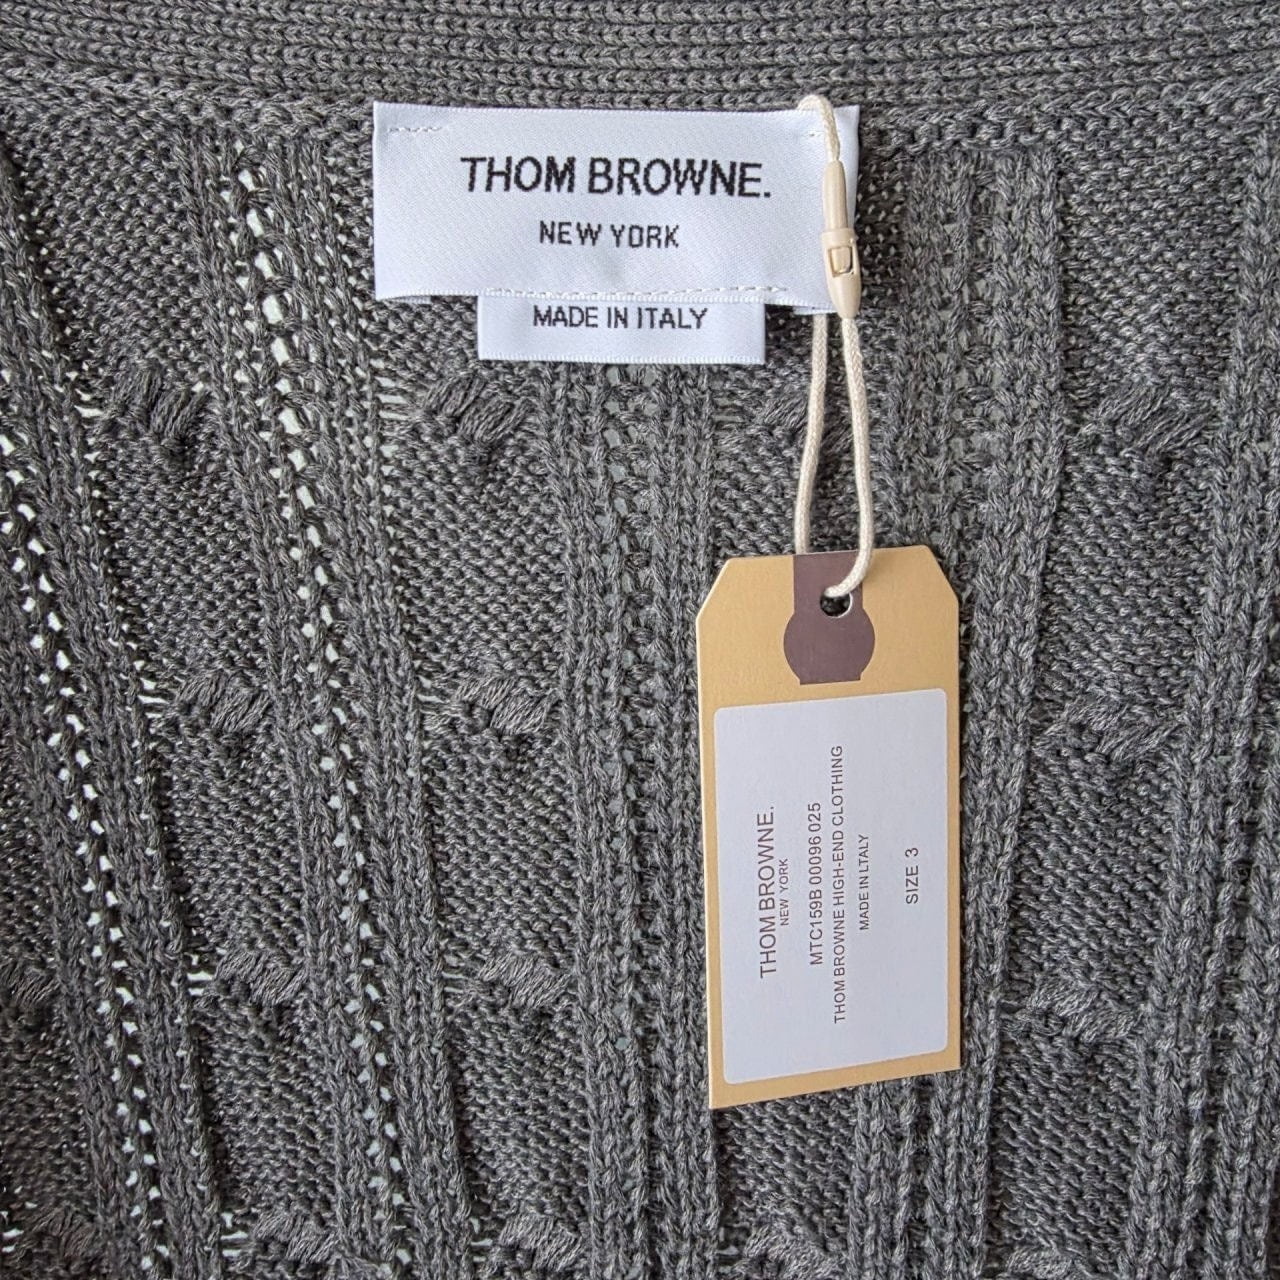 THOM BROWNE.
NEW YORK
MADE IN ITALY
THOM BROWNE.
NEW YORK
MTC159B 00096 025
THOM BROWNE HIGH-END CLOTHING
MADE IN LTALY
SIZE 3